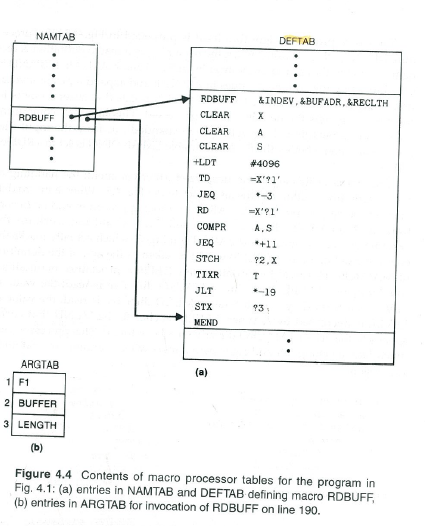 NAMTAB
DEFTAB
RDBUFF
RDBUFF &INDEV,&BUFADR,&RECLTH
CLEAR X
CLEAR A
CLEAR S
+LDT #4096
TD =X'?1'
JEQ *-3
RD =X'?1'
COMPR A,S
JEQ *+11
STCH ?2,X
TIXR T
JLT *-19
STX ?3
MEND
(a)
ARGTAB
1 F1
2 BUFFER
3 LENGTH
(b)
Figure 4.4 Contents of macro processor tables for the program in
Fig. 4.1: (a) entries in NAMTAB and DEFTAB defining macro RDBUFF,
(b) entries in ARGTAB for invocation of RDBUFF on line 190.